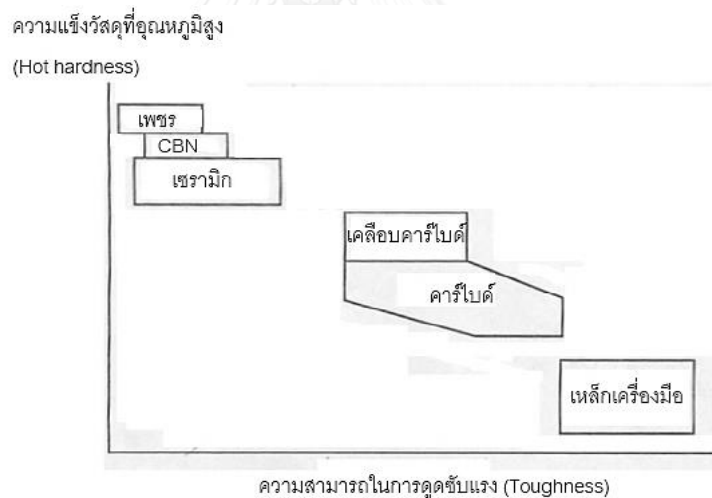 ความแข็งวัสดุที่อุณหภูมิสูง
(Hot hardness)
เพชร
CBN
เซรามิก
เคลือบคาร์ไบด์
คาร์ไบด์
เหล็กเครื่องมือ
ความสามารถในการดูดซับแรง (Toughness)